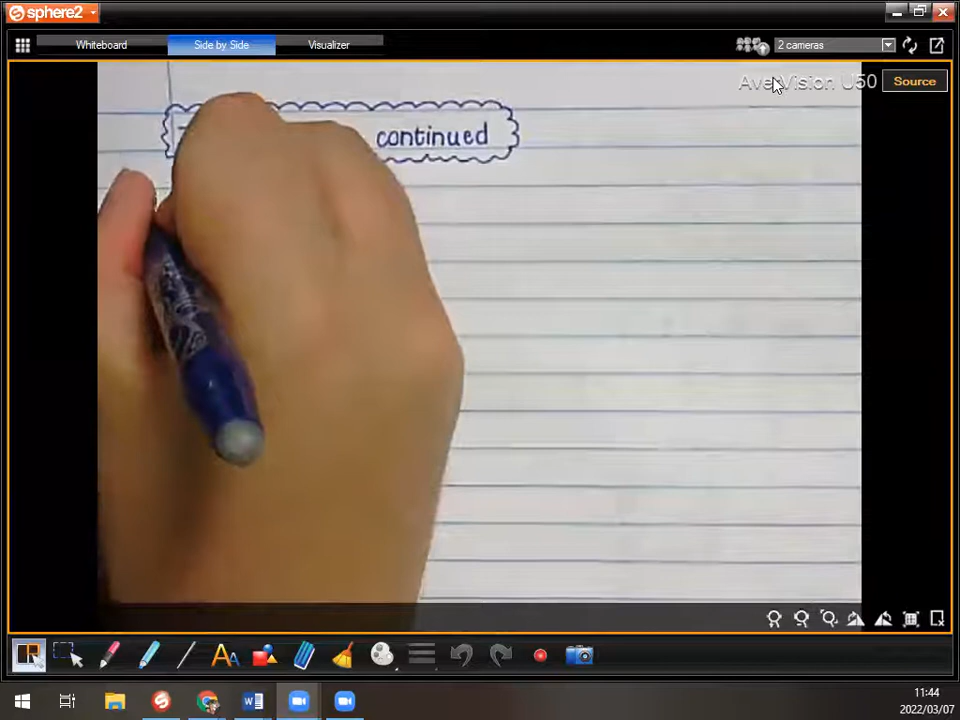 sphere2
Whiteboard
Side by Side
Visualizer
2 cameras
AverVision U50
Source
continued
11:44
2022/03/07